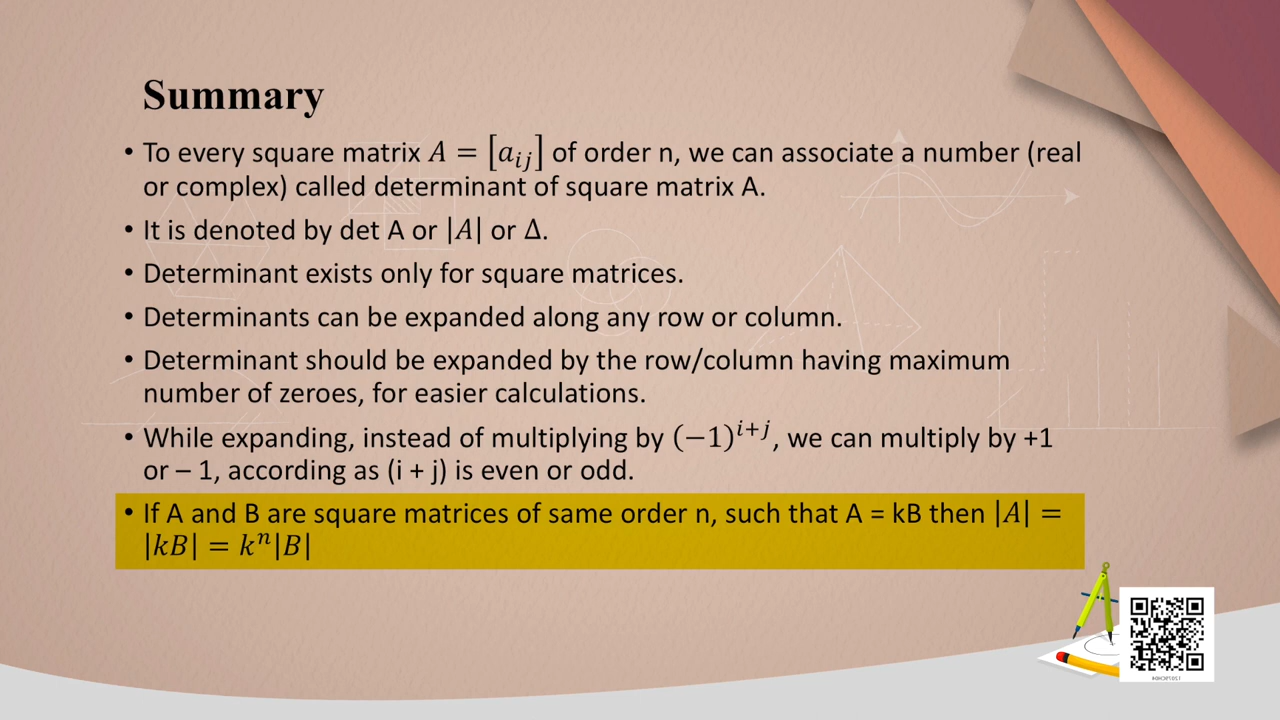 Summary
• To every square matrix 𝐴 = [𝑎ᵢⱼ] of order n, we can associate a number (real
or complex) called determinant of square matrix A.
• It is denoted by det A or |𝐴| or Δ.
• Determinant exists only for square matrices.
• Determinants can be expanded along any row or column.
• Determinant should be expanded by the row/column having maximum
number of zeroes, for easier calculations.
• While expanding, instead of multiplying by (−1)^{𝑖+𝑗}, we can multiply by +1
or – 1, according as (i + j) is even or odd.
• If A and B are square matrices of same order n, such that A = kB then |𝐴| =
|𝑘𝐵| = 𝑘ⁿ|𝐵|